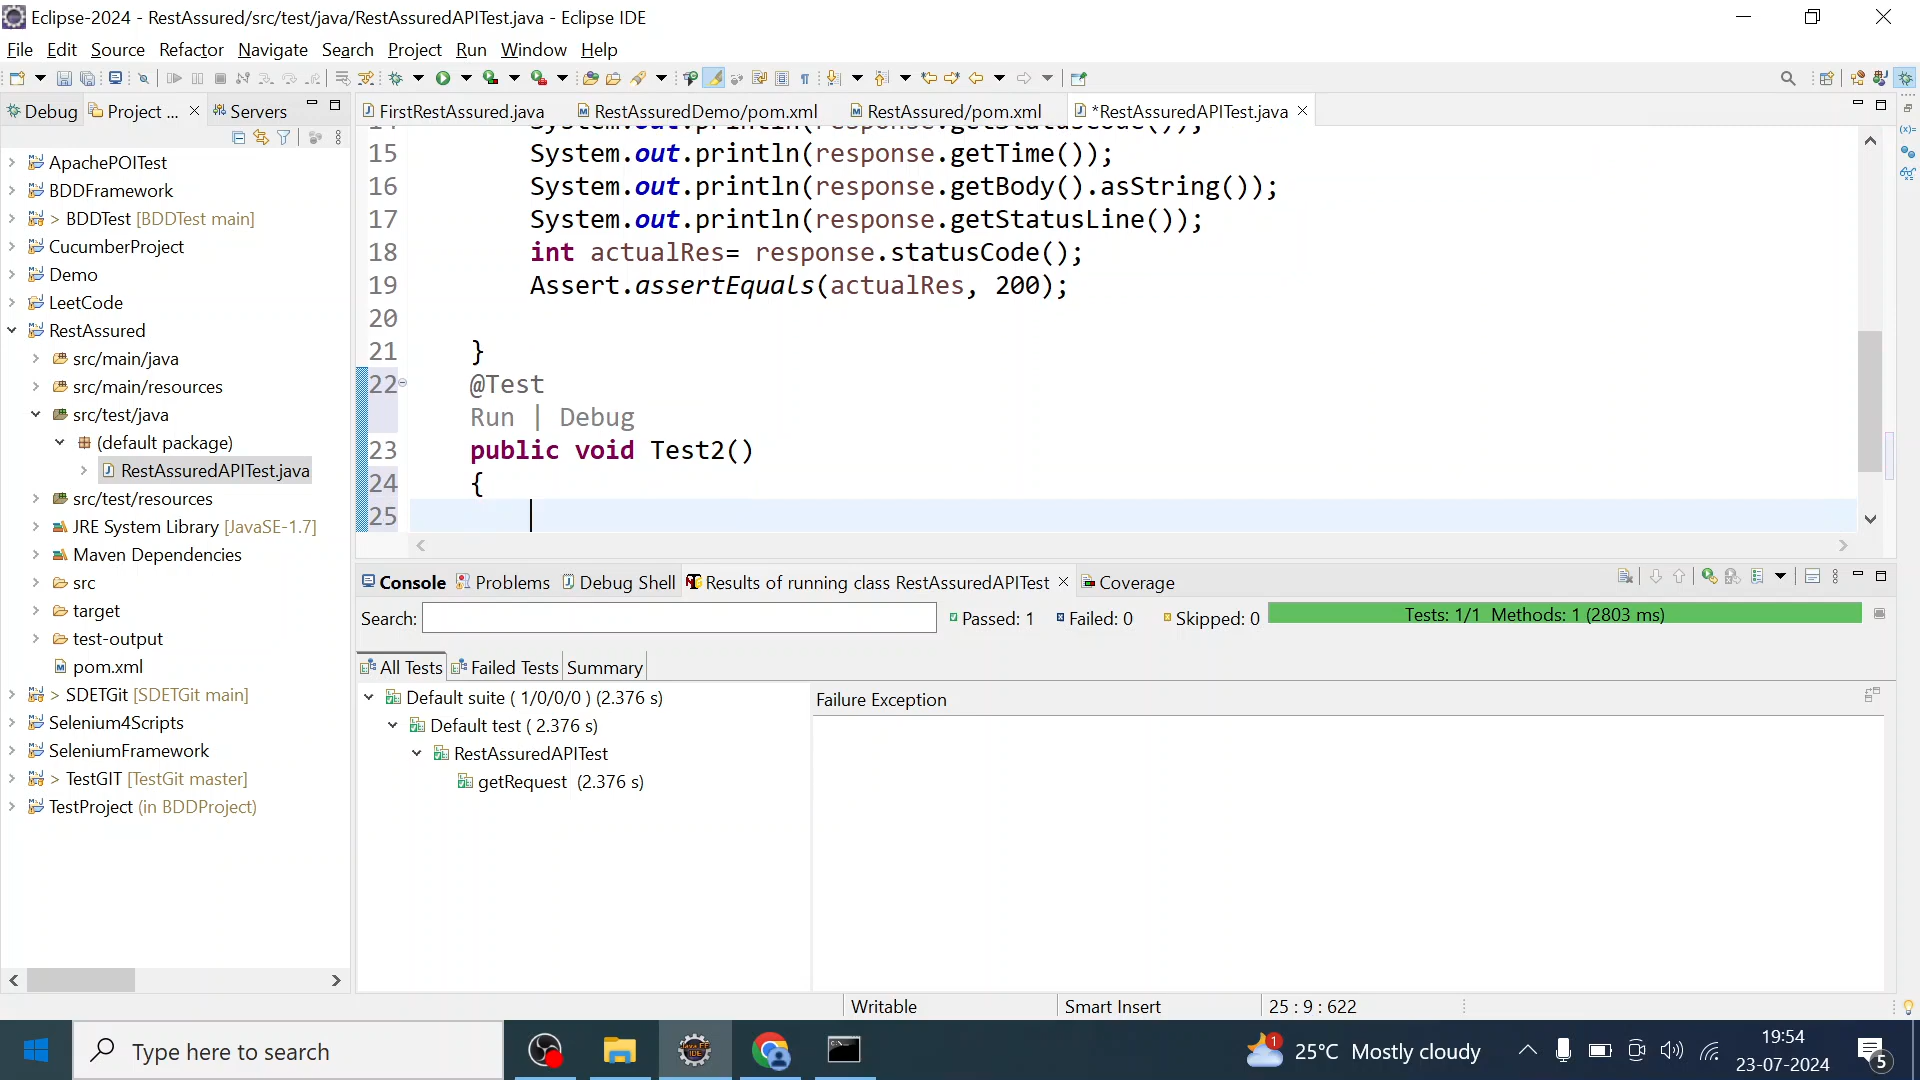 Eclipse-2024 - RestAssured/src/test/java/RestAssuredAPITest.java - Eclipse IDE
File Edit Source Refactor Navigate Search Project Run Window Help
Debug Project ... Servers
FirstRestAssured.java RestAssuredDemo/pom.xml RestAssured/pom.xml *RestAssuredAPITest.java
ApachePOITest
BDDFramework
> BDDTest [BDDTest main]
CucumberProject
Demo
LeetCode
RestAssured
src/main/java
src/main/resources
src/test/java
(default package)
RestAssuredAPITest.java
src/test/resources
JRE System Library [JavaSE-1.7]
Maven Dependencies
src
target
test-output
pom.xml
> SDETGit [SDETGit main]
Selenium4Scripts
SeleniumFramework
> TestGIT [TestGit master]
TestProject (in BDDProject)
14 System.out.println(response.getStatusCode());
15 System.out.println(response.getTime());
16 System.out.println(response.getBody().asString());
17 System.out.println(response.getStatusLine());
18 int actualRes= response.statusCode();
19 Assert.assertEquals(actualRes, 200);
20
21 }
22 @Test
Run | Debug
23 public void Test2()
24 {
25
Console Problems Debug Shell Results of running class RestAssuredAPITest Coverage
Search: Passed: 1 Failed: 0 Skipped: 0 Tests: 1/1 Methods: 1 (2803 ms)
All Tests Failed Tests Summary
Default suite ( 1/0/0/0 ) (2.376 s)
Default test ( 2.376 s)
RestAssuredAPITest
getRequest (2.376 s)
Failure Exception
Writable Smart Insert 25 : 9 : 622
Type here to search
1 25°C Mostly cloudy
19:54
23-07-2024
5